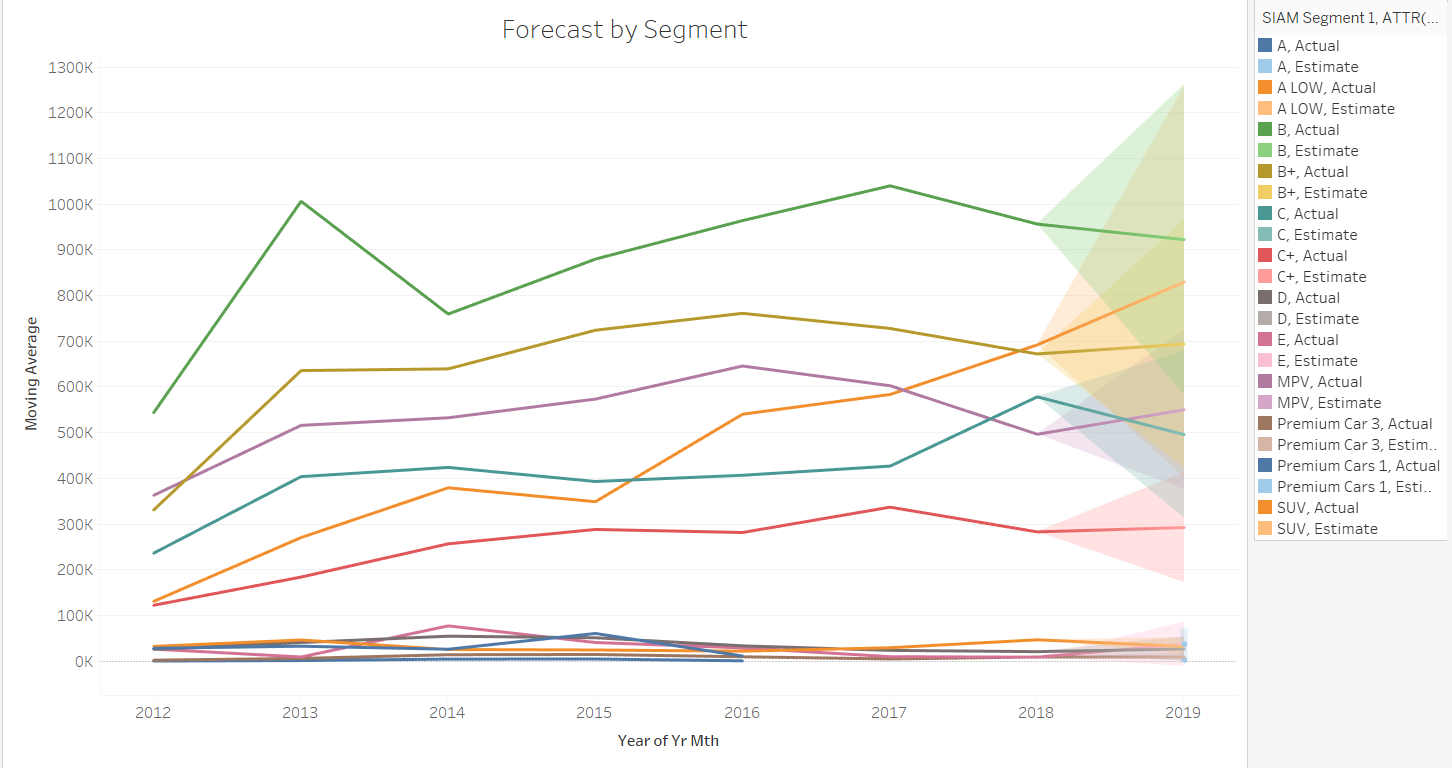 Forecast by Segment
1300K
1200K
1100K
1000K
900K
800K
700K
600K
500K
400K
300K
200K
100K
0K
Moving Average
2012 2013 2014 2015 2016 2017 2018 2019
Year of Yr Mth
SIAM Segment 1, ATTR(...
A, Actual
A, Estimate
A LOW, Actual
A LOW, Estimate
B, Actual
B, Estimate
B+, Actual
B+, Estimate
C, Actual
C, Estimate
C+, Actual
C+, Estimate
D, Actual
D, Estimate
E, Actual
E, Estimate
MPV, Actual
MPV, Estimate
Premium Car 3, Actual
Premium Car 3, Estim..
Premium Cars 1, Actual
Premium Cars 1, Esti..
SUV, Actual
SUV, Estimate